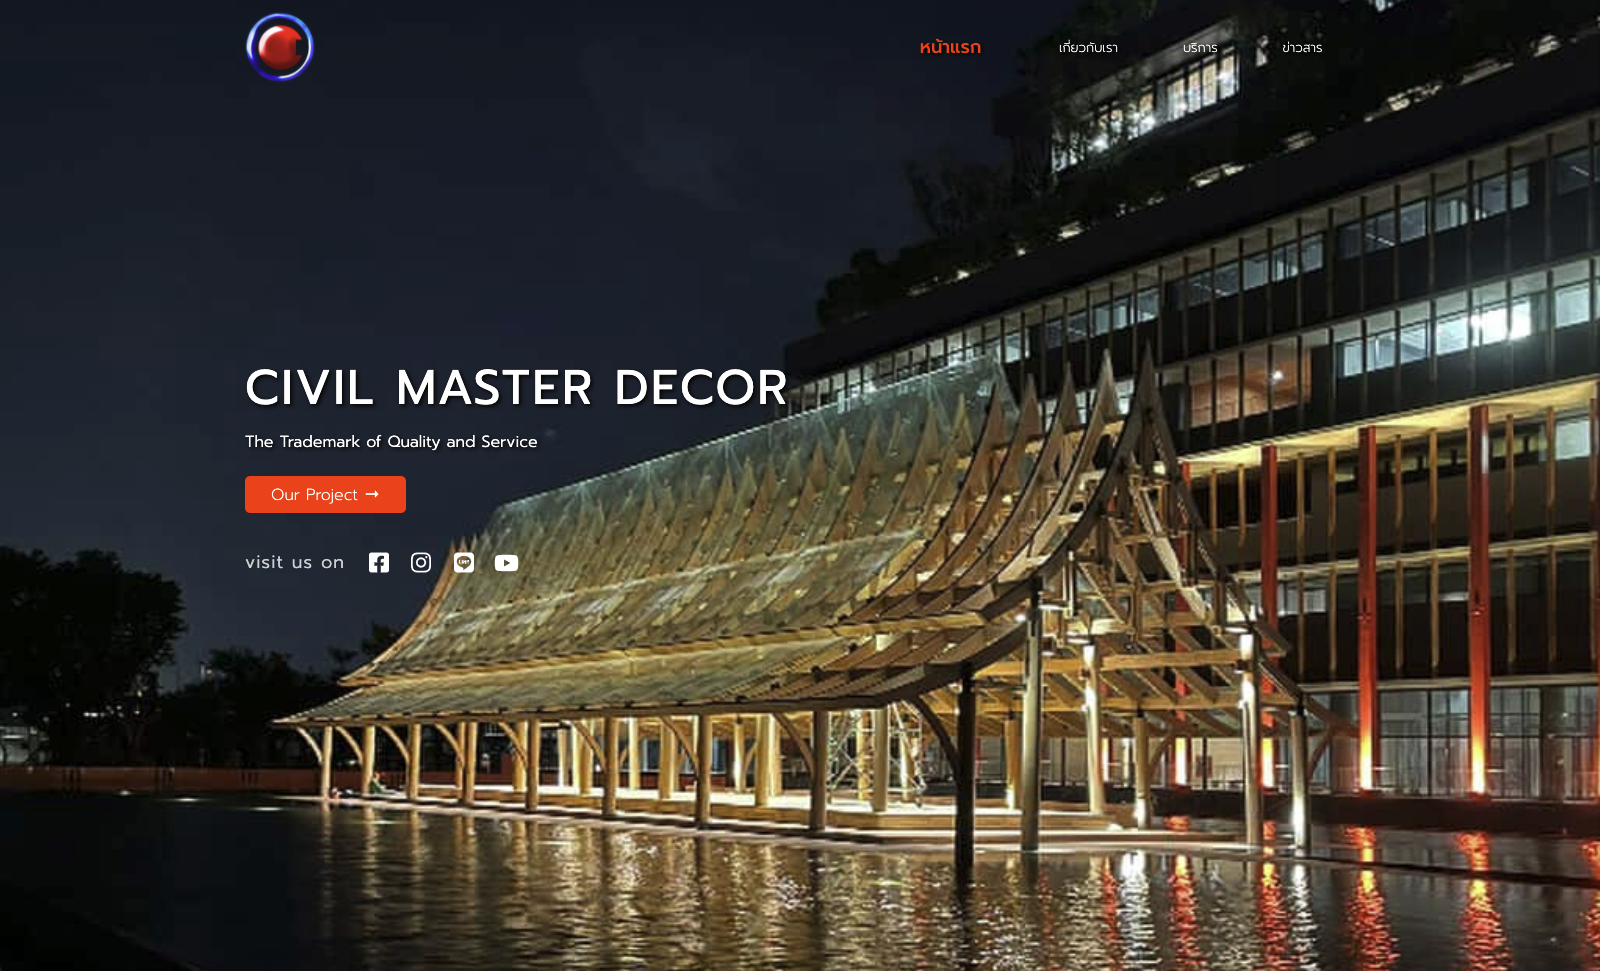 หน้าแรก
เกี่ยวกับเรา
บริการ
ข่าวสาร
CIVIL MASTER DECOR
The Trademark of Quality and Service
Our Project ➞
visit us on
LINE